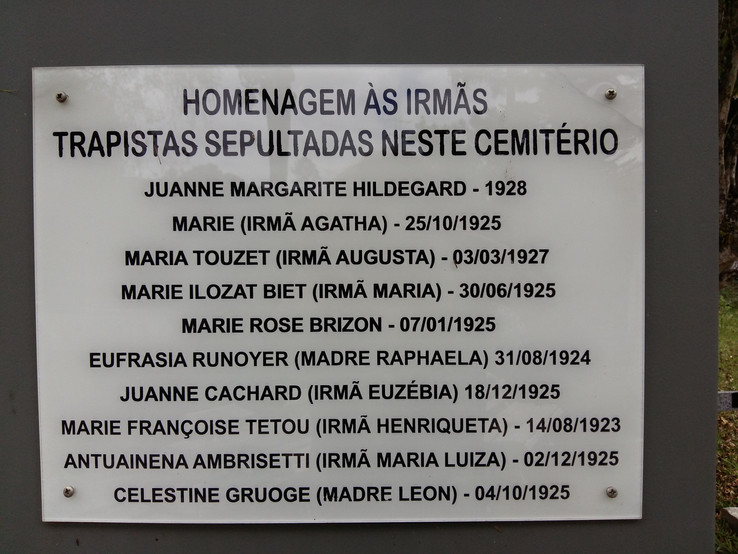 HOMENAGEM ÀS IRMÃS
TRAPISTAS SEPULTADAS NESTE CEMITÉRIO
JUANNE MARGARITE HILDEGARD - 1928
MARIE (IRMÃ AGATHA) - 25/10/1925
MARIA TOUZET (IRMÃ AUGUSTA) - 03/03/1927
MARIE ILOZAT BIET (IRMÃ MARIA) - 30/06/1925
MARIE ROSE BRIZON - 07/01/1925
EUFRASIA RUNOYER (MADRE RAPHAELA) 31/08/1924
JUANNE CACHARD (IRMÃ EUZÉBIA) 18/12/1925
MARIE FRANÇOISE TETOU (IRMÃ HENRIQUETA) - 14/08/1923
ANTUAINENA AMBRISETTI (IRMÃ MARIA LUIZA) - 02/12/1925
CELESTINE GRUOGE (MADRE LEON) - 04/10/1925